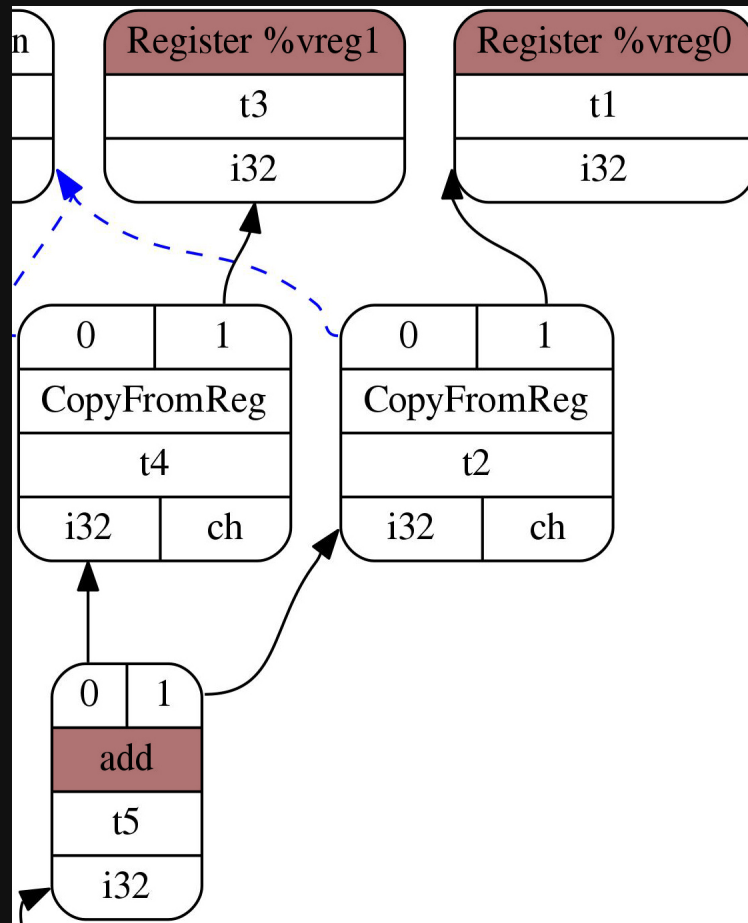 n
Register %vreg1
t3
i32
Register %vreg0
t1
i32
0 1
CopyFromReg
t4
i32 ch
0 1
CopyFromReg
t2
i32 ch
0 1
add
t5
i32